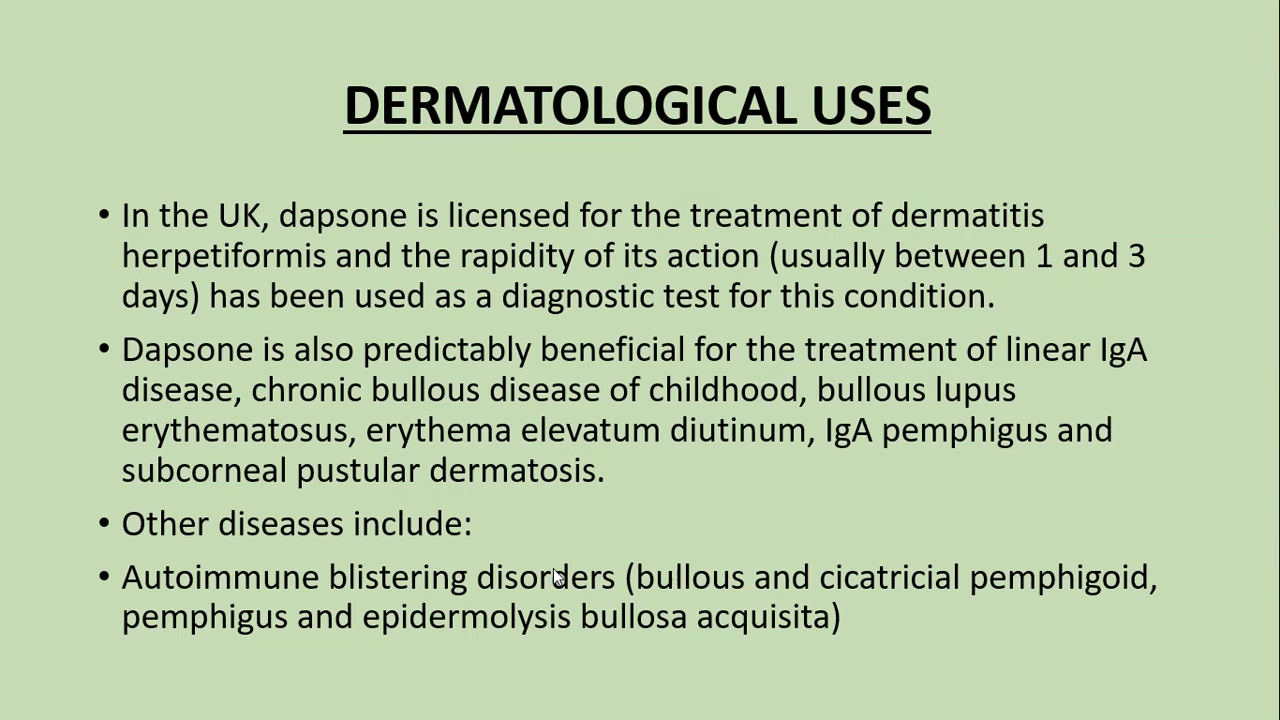 DERMATOLOGICAL USES
• In the UK, dapsone is licensed for the treatment of dermatitis
herpetiformis and the rapidity of its action (usually between 1 and 3
days) has been used as a diagnostic test for this condition.
• Dapsone is also predictably beneficial for the treatment of linear IgA
disease, chronic bullous disease of childhood, bullous lupus
erythematosus, erythema elevatum diutinum, IgA pemphigus and
subcorneal pustular dermatosis.
• Other diseases include:
• Autoimmune blistering disorders (bullous and cicatricial pemphigoid,
pemphigus and epidermolysis bullosa acquisita)